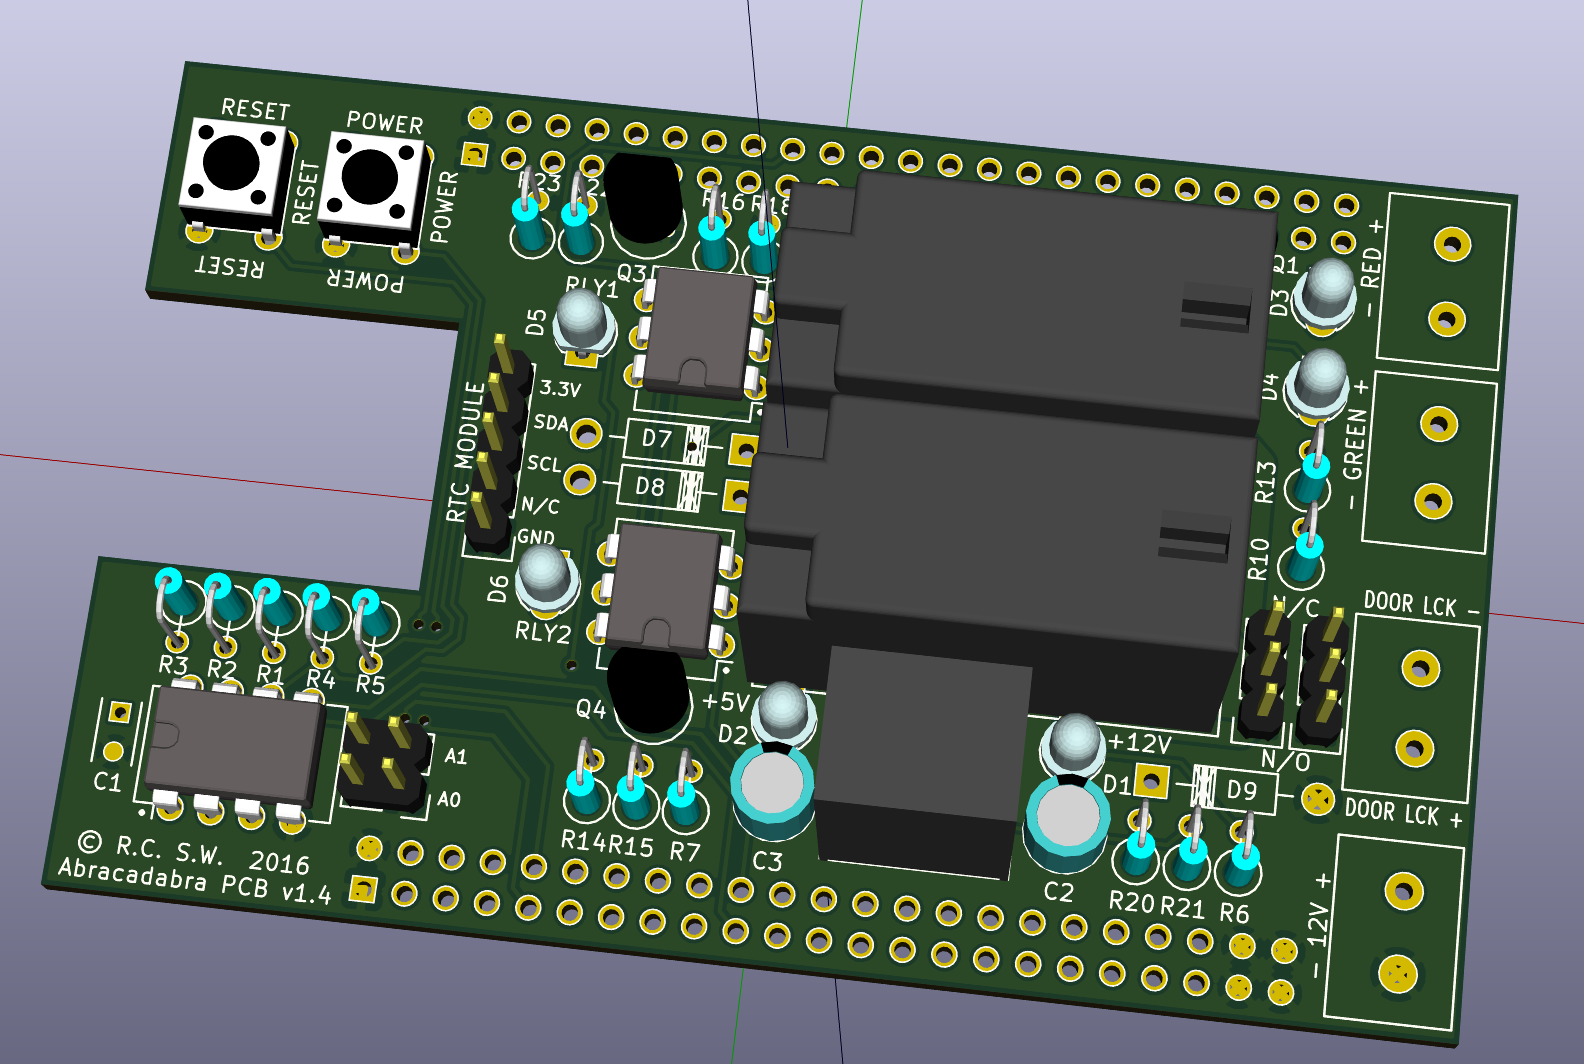 RESET
POWER
RESET
POWER
RESET
POWER
R23
R16
R18
Q3
RLY1
D5
Q1
D3
- RED +
D4
- GREEN +
RTC MODULE
3.3V
SDA
SCL
N/C
GND
D7
D8
R13
R10
D6
RLY2
N/C
DOOR LCK -
R3
R2
R1
R4
R5
Q4
+5V
D2
+12V
D1
D9
N/O
DOOR LCK +
C1
A1
A0
R14
R15
R7
C3
C2
R20
R21
R6
- 12V +
© R.C. S.W. 2016
Abracadabra PCB v1.4